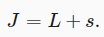 J = L + s.